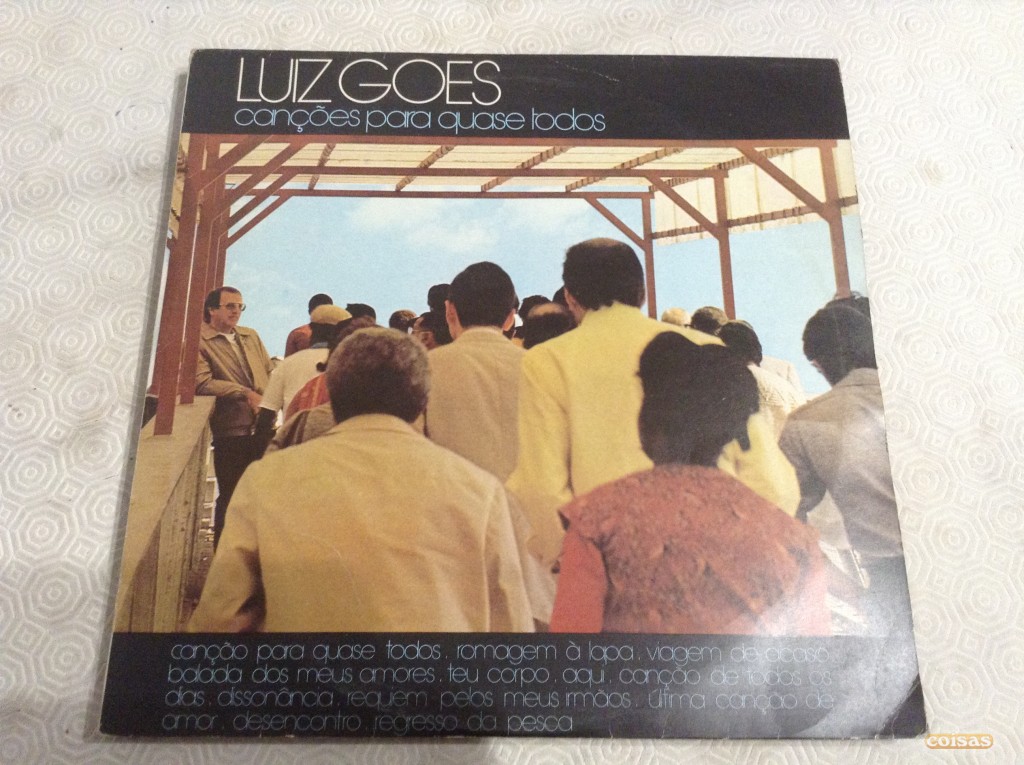 LUIZ GOES
canções para quase todos
canção para quase todos . romagem à lapa . viagem de acaso
balada dos meus amores . teu corpo . aqui . canção de todos os
dias . dissonância . requiem pelos meus irmãos . última canção de
amor . desencontro . regresso da pesca
coisas